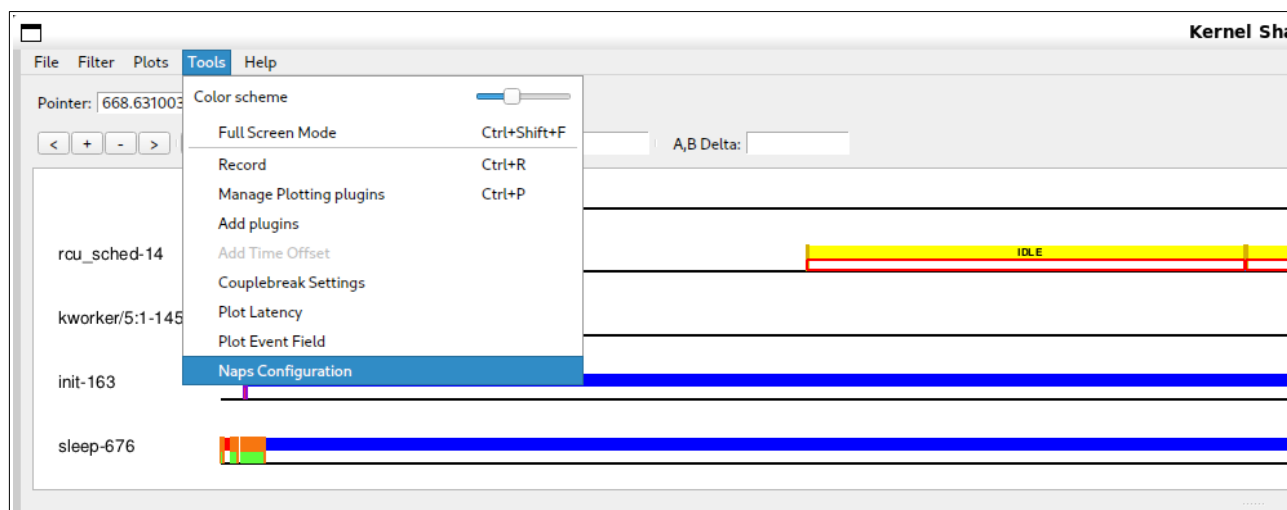 Kernel Sha
File Filter Plots Tools Help
Pointer: 668.631003
Color scheme
Full Screen Mode Ctrl+Shift+F
< + - > A,B Delta:
Record Ctrl+R
Manage Plotting plugins Ctrl+P
Add plugins
Add Time Offset
Couplebreak Settings
Plot Latency
Plot Event Field
Naps Configuration
rcu_sched-14
IDLE
kworker/5:1-145
init-163
sleep-676